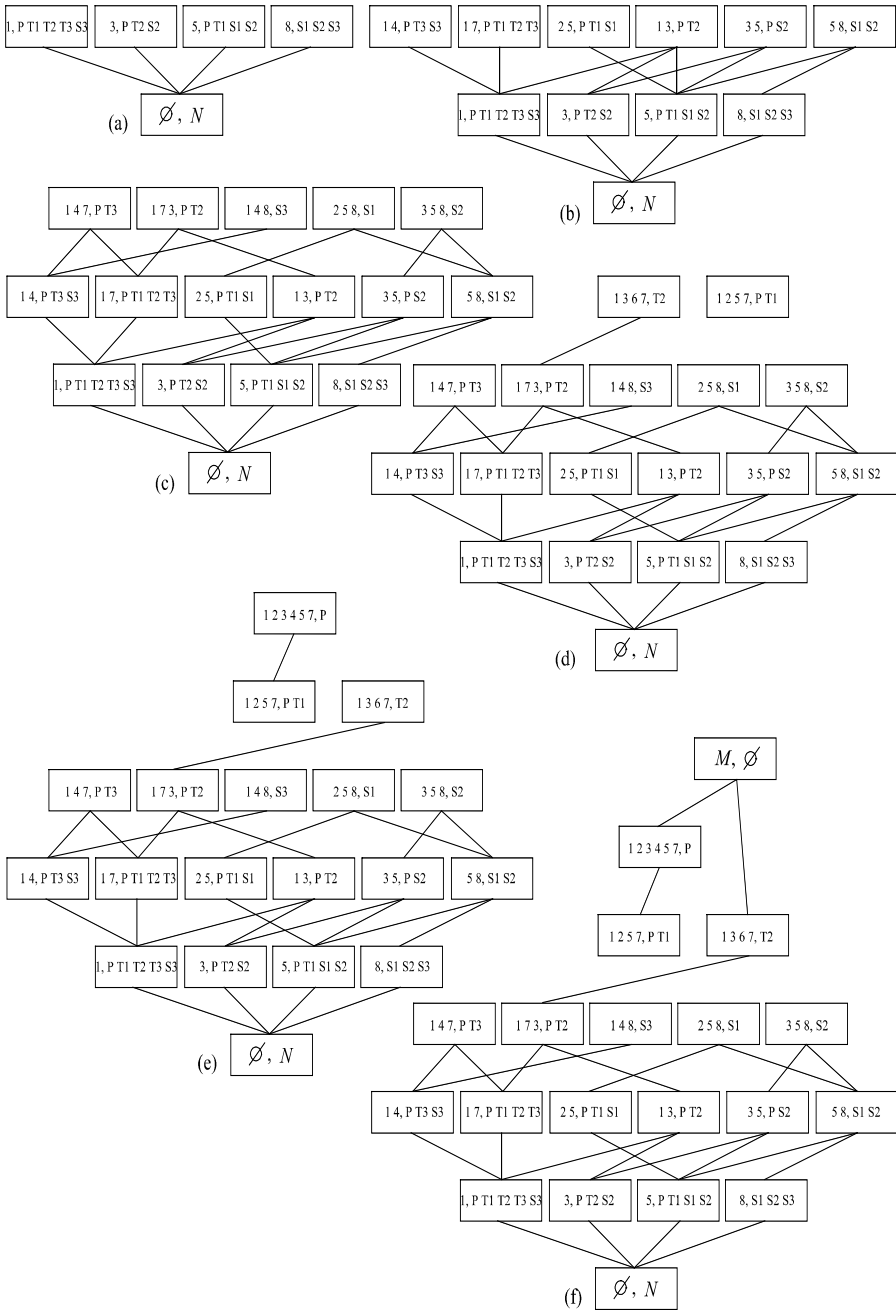 1, P T1 T2 T3 S3 3, P T2 S2 5, P T1 S1 S2 8, S1 S2 S3
∅, N
(a)
1 4, P T3 S3 1 7, P T1 T2 T3 2 5, P T1 S1 1 3, P T2 3 5, P S2 5 8, S1 S2
1, P T1 T2 T3 S3 3, P T2 S2 5, P T1 S1 S2 8, S1 S2 S3
∅, N
(b)
1 4 7, P T3 1 7 3, P T2 1 4 8, S3 2 5 8, S1 3 5 8, S2
1 4, P T3 S3 1 7, P T1 T2 T3 2 5, P T1 S1 1 3, P T2 3 5, P S2 5 8, S1 S2
1, P T1 T2 T3 S3 3, P T2 S2 5, P T1 S1 S2 8, S1 S2 S3
∅, N
(c)
1 3 6 7, T2 1 2 5 7, P T1
1 4 7, P T3 1 7 3, P T2 1 4 8, S3 2 5 8, S1 3 5 8, S2
1 4, P T3 S3 1 7, P T1 T2 T3 2 5, P T1 S1 1 3, P T2 3 5, P S2 5 8, S1 S2
1, P T1 T2 T3 S3 3, P T2 S2 5, P T1 S1 S2 8, S1 S2 S3
∅, N
(d)
1 2 3 4 5 7, P
1 2 5 7, P T1 1 3 6 7, T2
1 4 7, P T3 1 7 3, P T2 1 4 8, S3 2 5 8, S1 3 5 8, S2
1 4, P T3 S3 1 7, P T1 T2 T3 2 5, P T1 S1 1 3, P T2 3 5, P S2 5 8, S1 S2
1, P T1 T2 T3 S3 3, P T2 S2 5, P T1 S1 S2 8, S1 S2 S3
∅, N
(e)
M, ∅
1 2 3 4 5 7, P
1 2 5 7, P T1 1 3 6 7, T2
1 4 7, P T3 1 7 3, P T2 1 4 8, S3 2 5 8, S1 3 5 8, S2
1 4, P T3 S3 1 7, P T1 T2 T3 2 5, P T1 S1 1 3, P T2 3 5, P S2 5 8, S1 S2
1, P T1 T2 T3 S3 3, P T2 S2 5, P T1 S1 S2 8, S1 S2 S3
∅, N
(f)